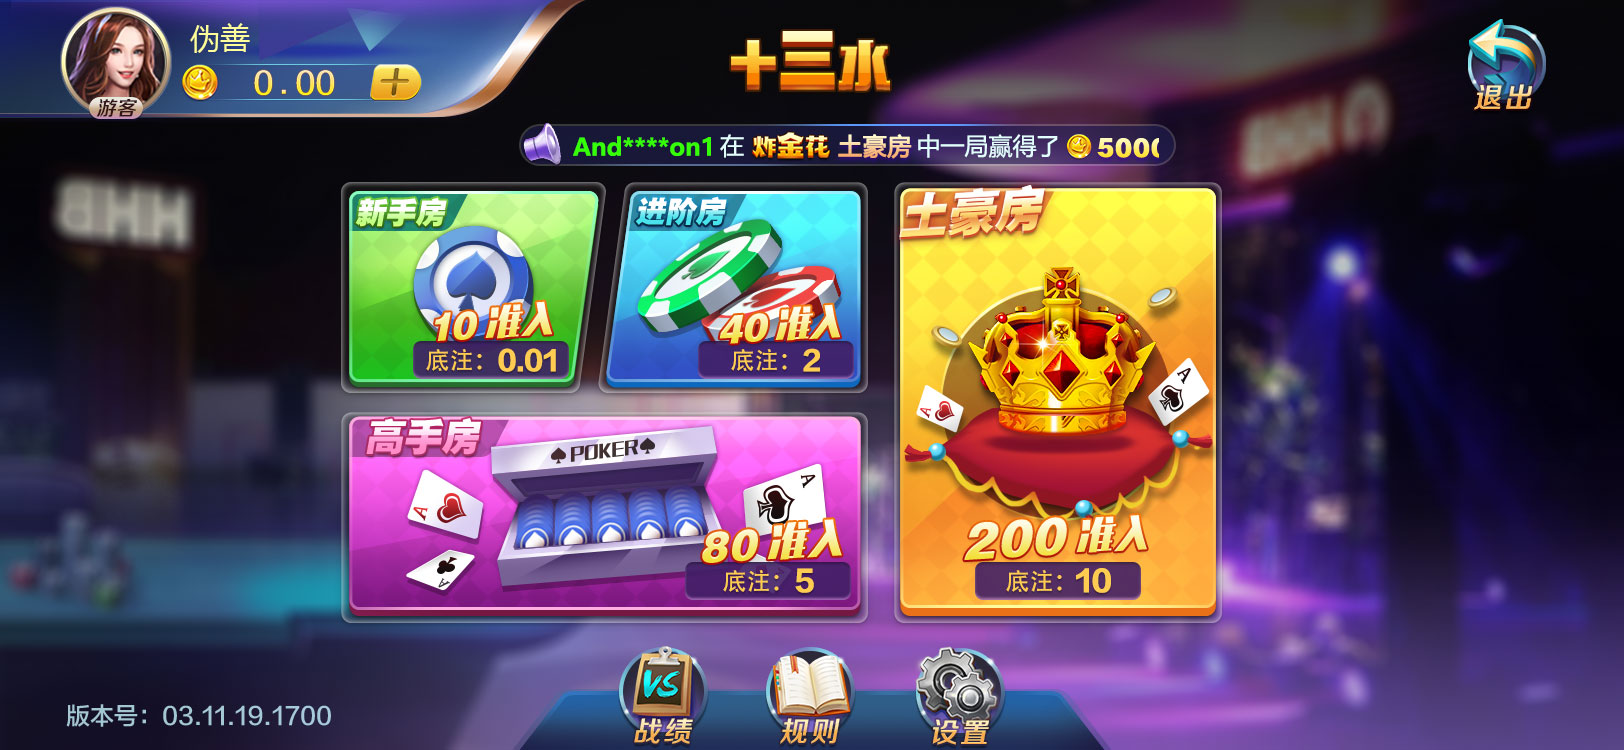 伪善
0.00
游客
十三水
退出
And****on1 在 炸金花 土豪房 中一局赢得了 500
新手房
10 准入
底注：0.01
进阶房
40 准入
底注：2
土豪房
A
A
200 准入
底注：10
高手房
POKER
A
A
A
80 准入
底注：5
VS
战绩
规则
设置
版本号：03.11.19.1700